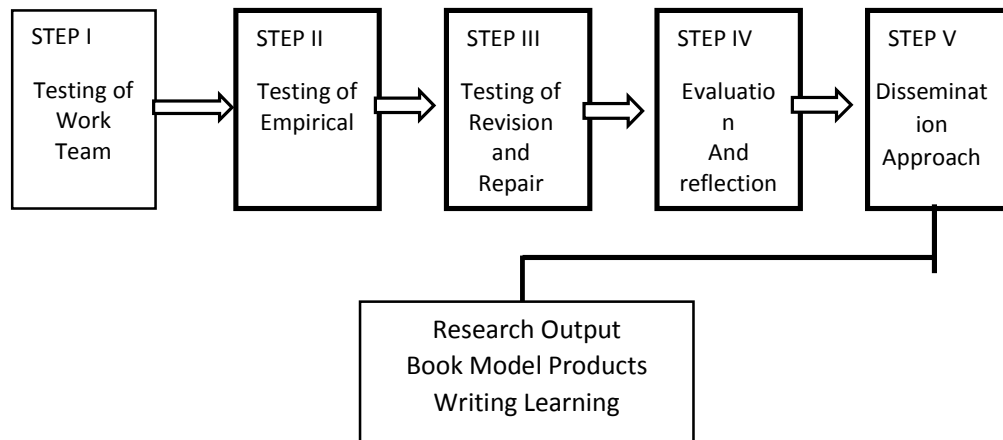 STEP I
Testing of
Work
Team
STEP II
Testing of
Empirical
STEP III
Testing of
Revision
and
Repair
STEP IV
Evaluatio
n
And
reflection
STEP V
Disseminat
ion
Approach
Research Output
Book Model Products
Writing Learning